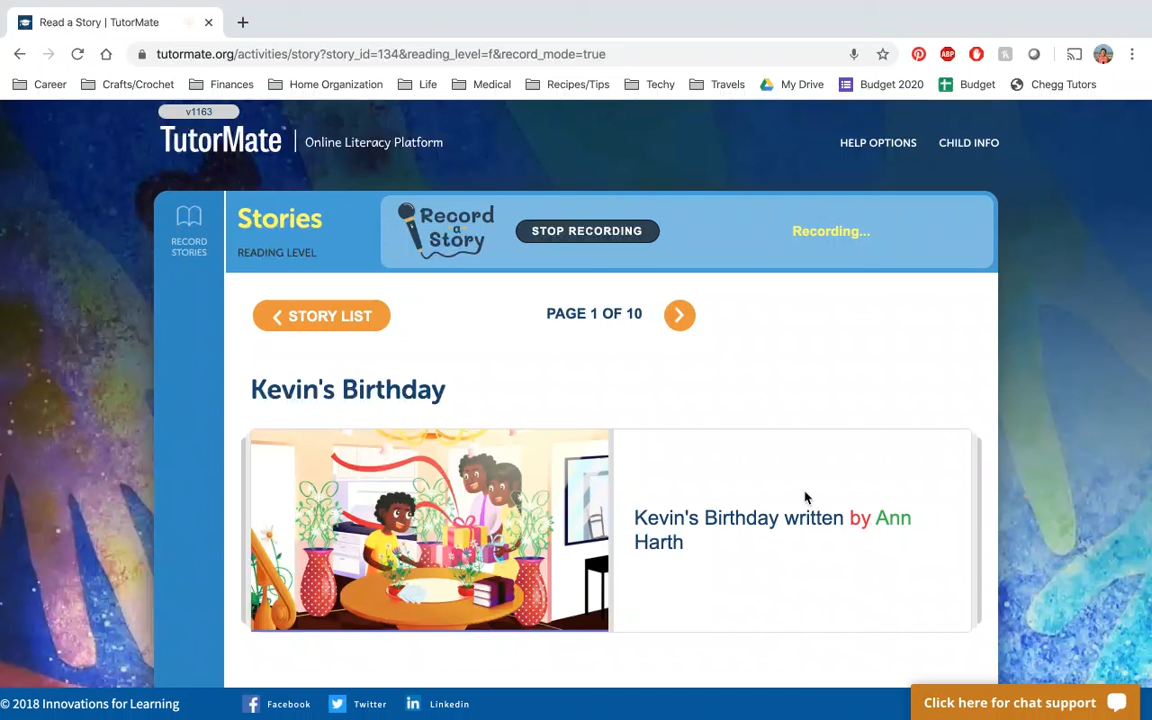 Read a Story | TutorMate
tutormate.org/activities/story?story_id=134&reading_level=f&record_mode=true
ABP
Career
Crafts/Crochet
Finances
Home Organization
Life
Medical
Recipes/Tips
Techy
Travels
My Drive
Budget 2020
Budget
Chegg Tutors
v1163
TutorMate
Online Literacy Platform
HELP OPTIONS
CHILD INFO
RECORD
STORIES
Stories
READING LEVEL
Record
a
Story
STOP RECORDING
Recording...
STORY LIST
PAGE 1 OF 10
Kevin's Birthday
Kevin's Birthday written by Ann
Harth
© 2018 Innovations for Learning
Facebook
Twitter
Linkedin
Click here for chat support